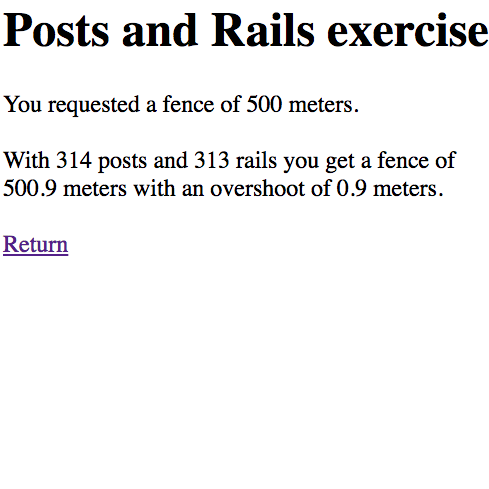 Posts and Rails exercise
You requested a fence of 500 meters.
With 314 posts and 313 rails you get a fence of
500.9 meters with an overshoot of 0.9 meters.
Return